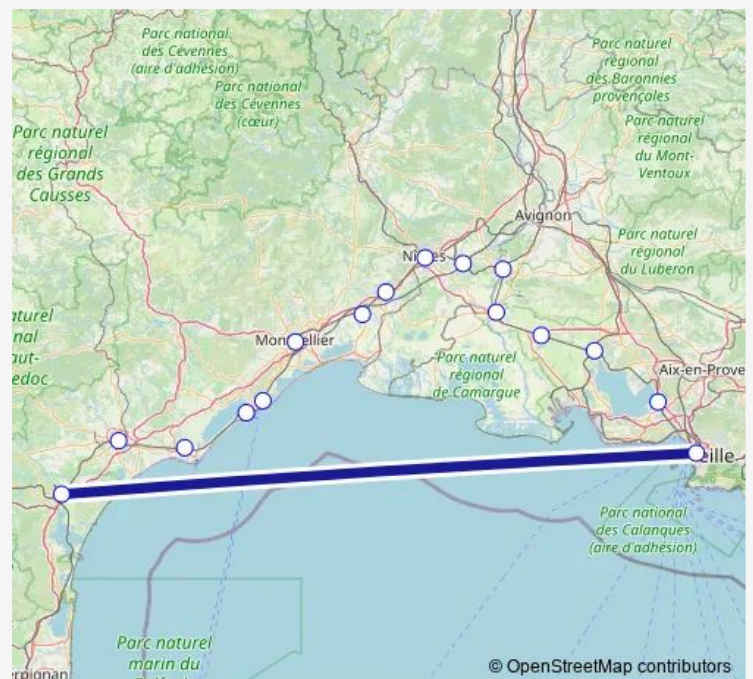 Parc national
des Cévennes
(aire d'adhésion)
Parc national
des Cévennes
(cœur)
Parc naturel
régional
des Baronnies
provençales
Parc naturel
régional
des Grands
Causses
Parc naturel
régional
du Mont-
Ventoux
Avignon
Parc naturel
régional
du Luberon
Montpellier
Parc naturel
régional
de Camargue
Aix-en-Prove
eille
Parc national
des Calanques
(aire d'adhésion)
Parc naturel
marin du
© OpenStreetMap contributors